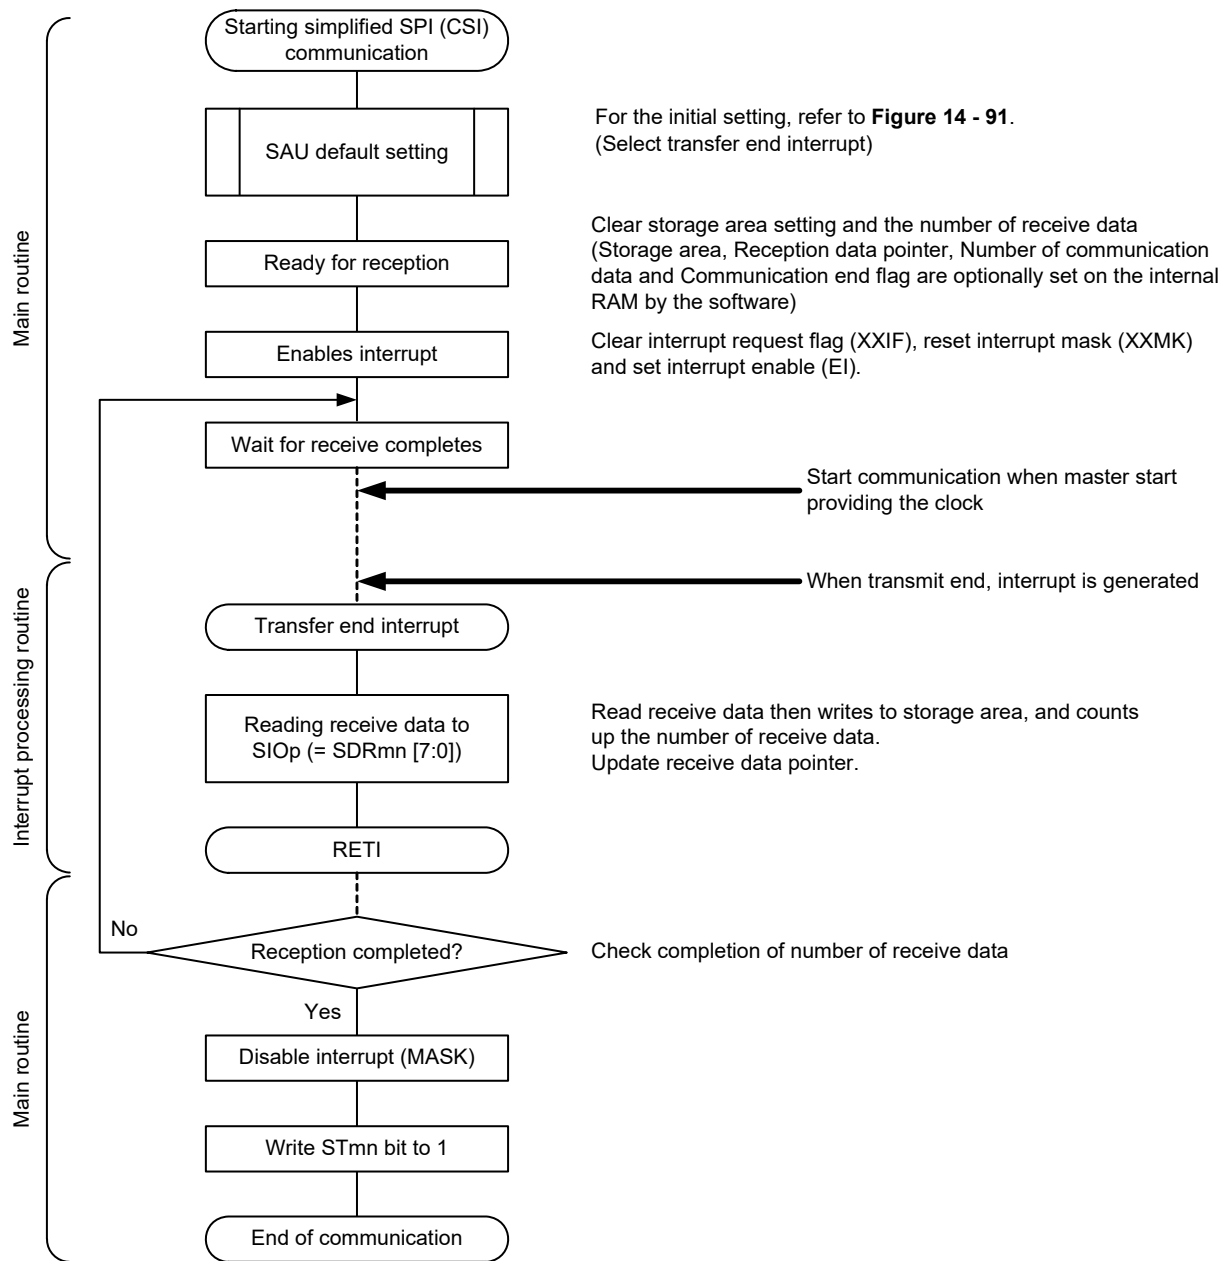 Starting simplified SPI (CSI)
communication
SAU default setting
For the initial setting, refer to Figure 14 - 91.
(Select transfer end interrupt)
Main routine
Ready for reception
Clear storage area setting and the number of receive data
(Storage area, Reception data pointer, Number of communication
data and Communication end flag are optionally set on the internal
RAM by the software)
Enables interrupt
Clear interrupt request flag (XXIF), reset interrupt mask (XXMK)
and set interrupt enable (EI).
Wait for receive completes
Start communication when master start
providing the clock
When transmit end, interrupt is generated
Interrupt processing routine
Transfer end interrupt
Reading receive data to
SIOp (= SDRmn [7:0])
Read receive data then writes to storage area, and counts
up the number of receive data.
Update receive data pointer.
RETI
Main routine
No
Reception completed?
Check completion of number of receive data
Yes
Disable interrupt (MASK)
Write STmn bit to 1
End of communication